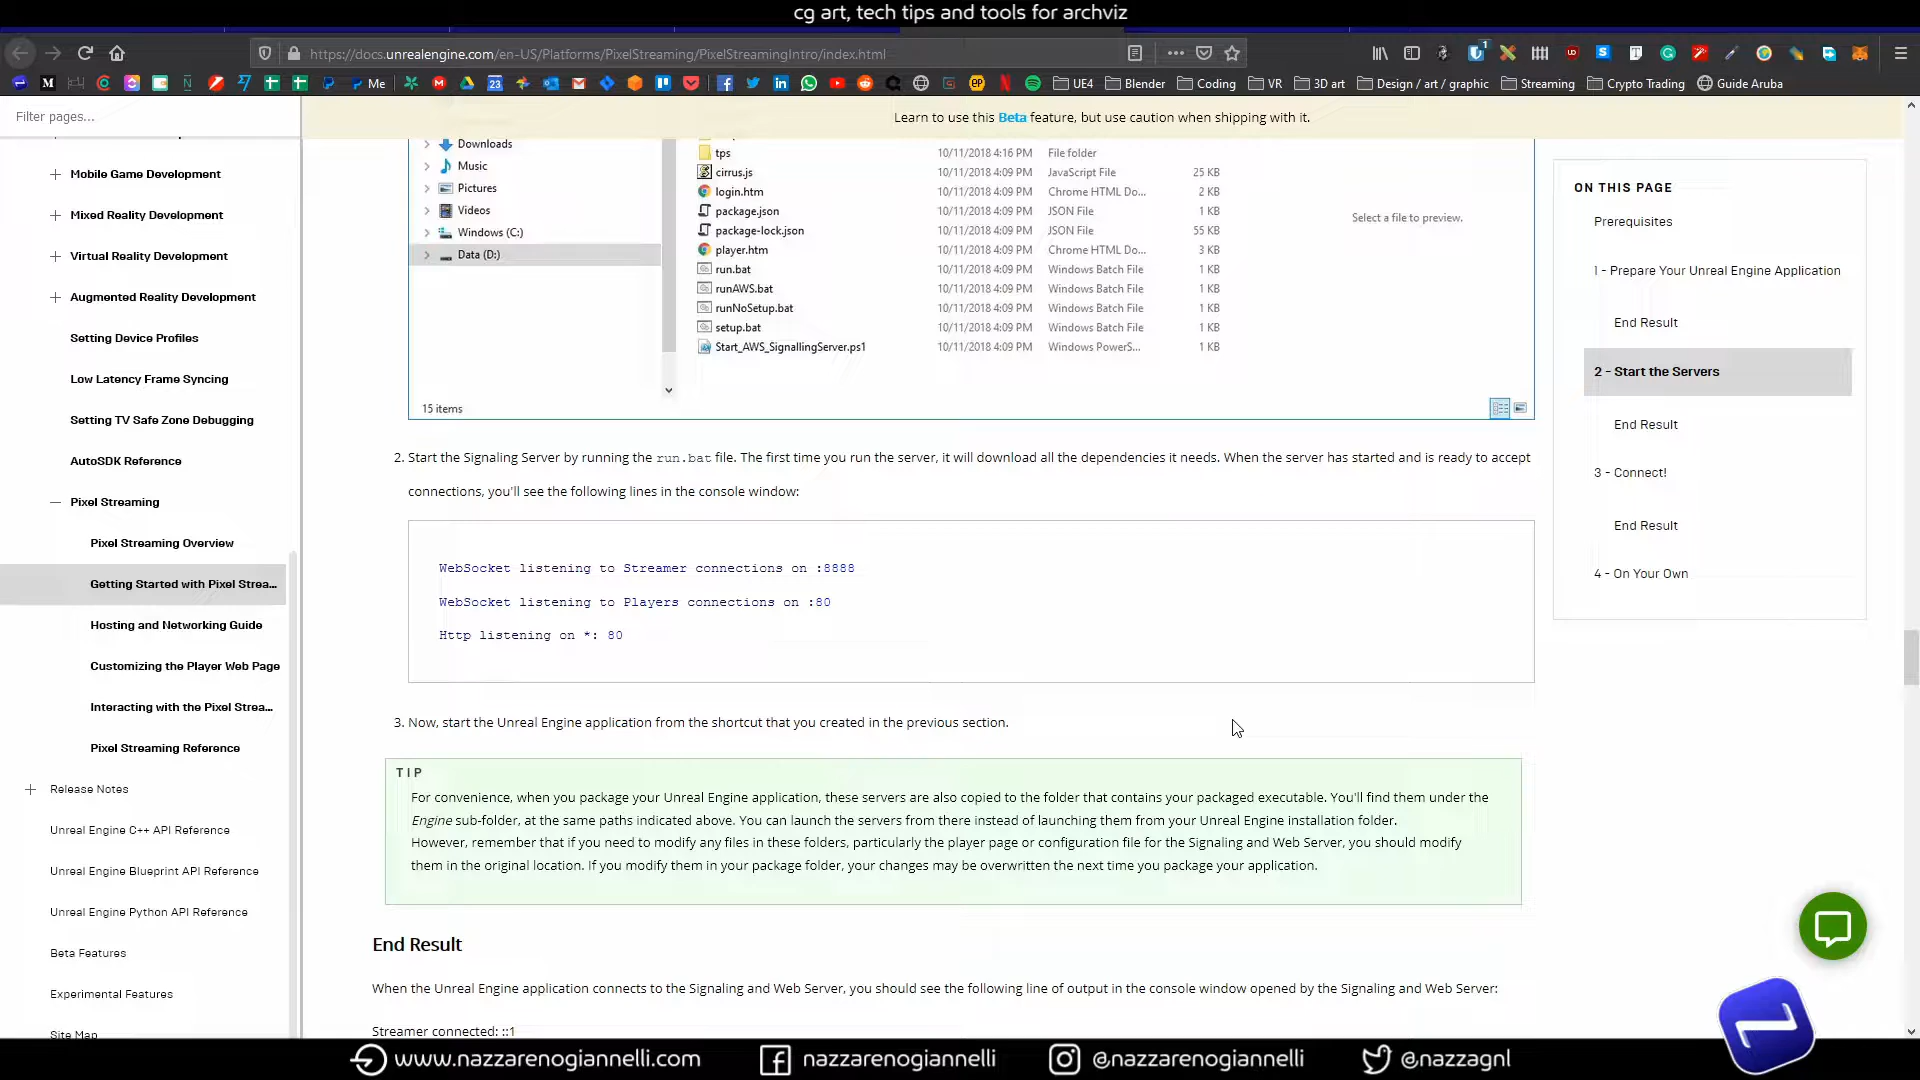 cg art, tech tips and tools for archviz
https://docs.unrealengine.com/en-US/Platforms/PixelStreaming/PixelStreamingIntro/index.html
Me
UE4
Blender
Coding
VR
3D art
Design / art / graphic
Streaming
Crypto Trading
Guide Aruba
Filter pages...
Learn to use this Beta feature, but use caution when shipping with it.
Mobile Game Development
Mixed Reality Development
Virtual Reality Development
Augmented Reality Development
Setting Device Profiles
Low Latency Frame Syncing
Setting TV Safe Zone Debugging
AutoSDK Reference
Pixel Streaming
Pixel Streaming Overview
Getting Started with Pixel Strea...
Hosting and Networking Guide
Customizing the Player Web Page
Interacting with the Pixel Strea...
Pixel Streaming Reference
Release Notes
Unreal Engine C++ API Reference
Unreal Engine Blueprint API Reference
Unreal Engine Python API Reference
Beta Features
Experimental Features
Site Map
Downloads
Music
Pictures
Videos
Windows (C:)
Data (D:)
tps 10/11/2018 4:16 PM File folder
cirrus.js 10/11/2018 4:09 PM JavaScript File 25 KB
login.htm 10/11/2018 4:09 PM Chrome HTML Do... 2 KB
package.json 10/11/2018 4:09 PM JSON File 1 KB
package-lock.json 10/11/2018 4:09 PM JSON File 55 KB
player.htm 10/11/2018 4:09 PM Chrome HTML Do... 3 KB
run.bat 10/11/2018 4:09 PM Windows Batch File 1 KB
runAWS.bat 10/11/2018 4:09 PM Windows Batch File 1 KB
runNoSetup.bat 10/11/2018 4:09 PM Windows Batch File 1 KB
setup.bat 10/11/2018 4:09 PM Windows Batch File 1 KB
Start_AWS_SignallingServer.ps1 10/11/2018 4:09 PM Windows PowerS... 1 KB
Select a file to preview.
15 items
2. Start the Signaling Server by running the run.bat file. The first time you run the server, it will download all the dependencies it needs. When the server has started and is ready to accept
connections, you'll see the following lines in the console window:
WebSocket listening to Streamer connections on :8888
WebSocket listening to Players connections on :80
Http listening on *: 80
3. Now, start the Unreal Engine application from the shortcut that you created in the previous section.
TIP
For convenience, when you package your Unreal Engine application, these servers are also copied to the folder that contains your packaged executable. You'll find them under the
Engine sub-folder, at the same paths indicated above. You can launch the servers from there instead of launching them from your Unreal Engine installation folder.
However, remember that if you need to modify any files in these folders, particularly the player page or configuration file for the Signaling and Web Server, you should modify
them in the original location. If you modify them in your package folder, your changes may be overwritten the next time you package your application.
End Result
When the Unreal Engine application connects to the Signaling and Web Server, you should see the following line of output in the console window opened by the Signaling and Web Server:
Streamer connected: ::1
ON THIS PAGE
Prerequisites
1 - Prepare Your Unreal Engine Application
End Result
2 - Start the Servers
End Result
3 - Connect!
End Result
4 - On Your Own
www.nazzarenogiannelli.com
nazzarenogiannelli
@nazzarenogiannelli
@nazzagnl